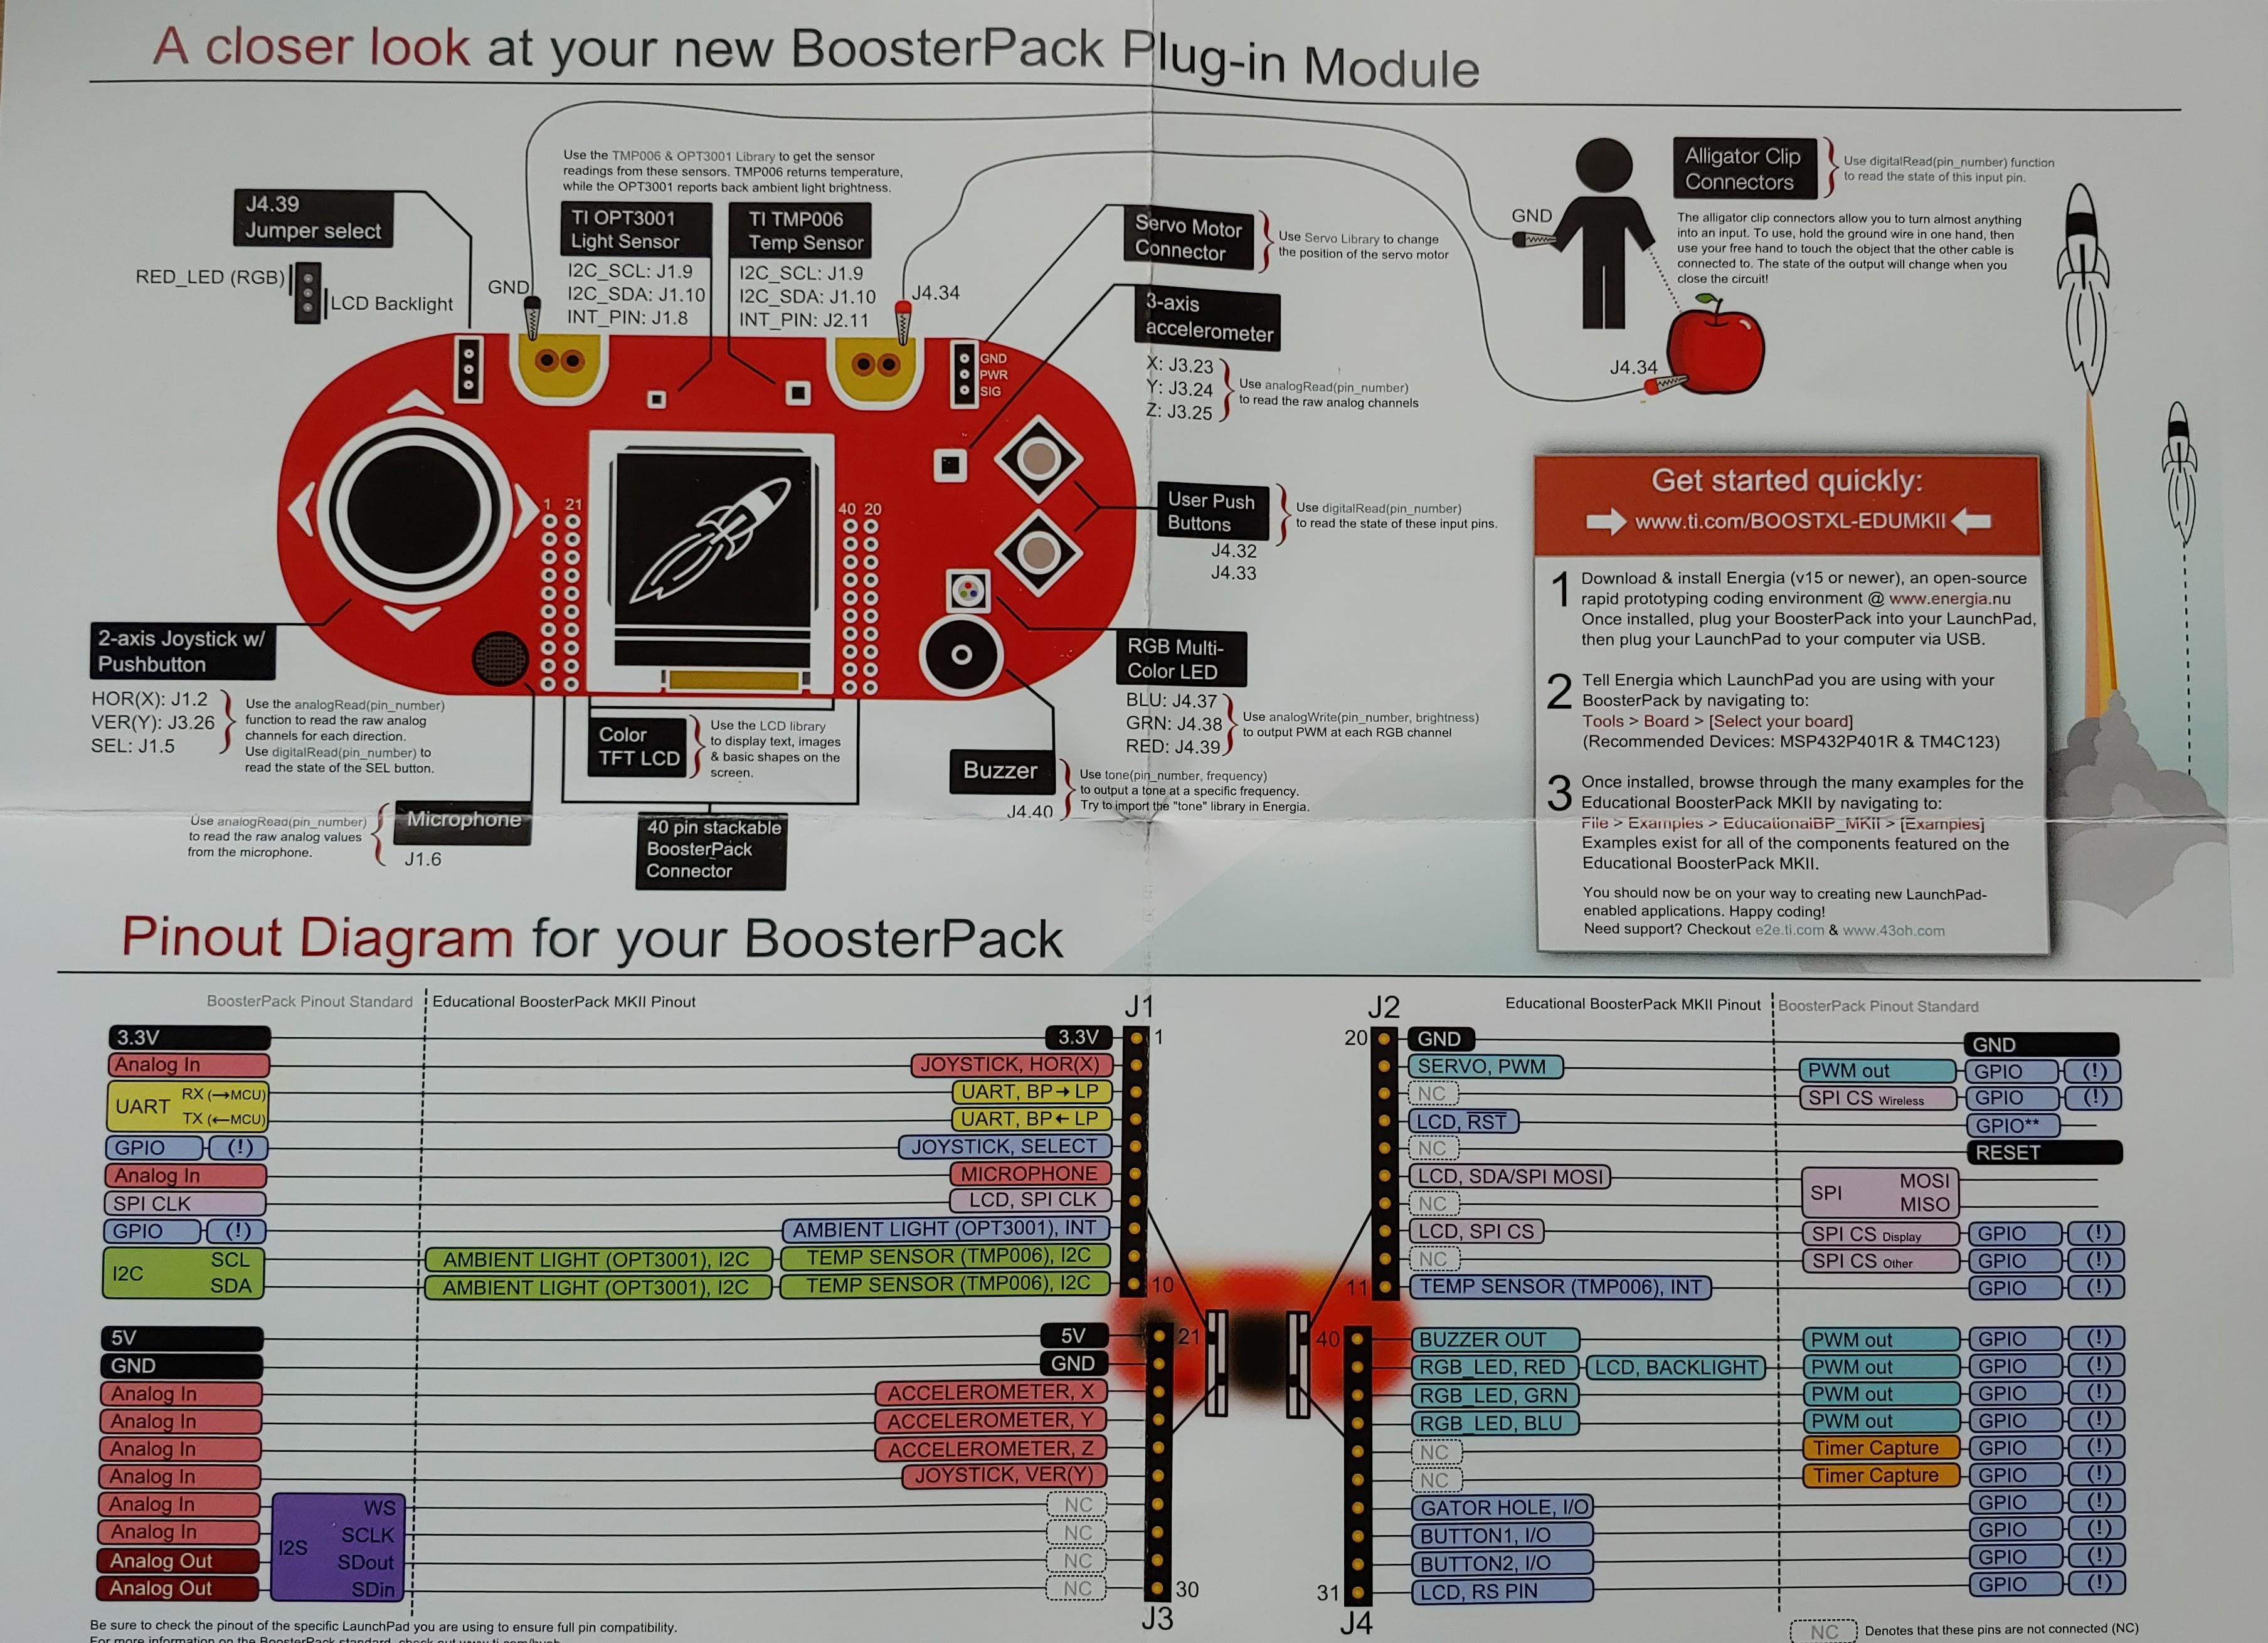 A closer look at your new BoosterPack Plug-in Module
J4.39
Jumper select
RED_LED (RGB)
LCD Backlight
GND
Use the TMP006 & OPT3001 Library to get the sensor
readings from these sensors. TMP006 returns temperature,
while the OPT3001 reports back ambient light brightness.
TI OPT3001
Light Sensor
I2C_SCL: J1.9
I2C_SDA: J1.10
INT_PIN: J1.8
TI TMP006
Temp Sensor
I2C_SCL: J1.9
I2C_SDA: J1.10
INT_PIN: J2.11
J4.34
Servo Motor
Connector
Use Servo Library to change
the position of the servo motor
3-axis
accelerometer
X: J3.23
Y: J3.24
Z: J3.25
Use analogRead(pin_number)
to read the raw analog channels
GND
Alligator Clip
Connectors
Use digitalRead(pin_number) function
to read the state of this input pin.
The alligator clip connectors allow you to turn almost anything
into an input. To use, hold the ground wire in one hand, then
use your free hand to touch the object that the other cable is
connected to. The state of the output will change when you
close the circuit!
J4.34
GND
PWR
SIG
1 21
40 20
User Push
Buttons
J4.32
J4.33
Use digitalRead(pin_number)
to read the state of these input pins.
2-axis Joystick w/
Pushbutton
HOR(X): J1.2
VER(Y): J3.26
SEL: J1.5
Use the analogRead(pin_number)
function to read the raw analog
channels for each direction.
Use digitalRead(pin_number) to
read the state of the SEL button.
Use analogRead(pin_number)
to read the raw analog values
from the microphone.
Microphone
J1.6
Color
TFT LCD
Use the LCD library
to display text, images
& basic shapes on the
screen.
40 pin stackable
BoosterPack
Connector
RGB Multi-
Color LED
BLU: J4.37
GRN: J4.38
RED: J4.39
Use analogWrite(pin_number, brightness)
to output PWM at each RGB channel
Buzzer
J4.40
Use tone(pin_number, frequency)
to output a tone at a specific frequency.
Try to import the "tone" library in Energia.
Get started quickly:
www.ti.com/BOOSTXL-EDUMKII
1 Download & install Energia (v15 or newer), an open-source
rapid prototyping coding environment @ www.energia.nu
Once installed, plug your BoosterPack into your LaunchPad,
then plug your LaunchPad to your computer via USB.
2 Tell Energia which LaunchPad you are using with your
BoosterPack by navigating to:
Tools > Board > [Select your board]
(Recommended Devices: MSP432P401R & TM4C123)
3 Once installed, browse through the many examples for the
Educational BoosterPack MKII by navigating to:
File > Examples > EducationalBP_MKII > [Examples]
Examples exist for all of the components featured on the
Educational BoosterPack MKII.
You should now be on your way to creating new LaunchPad-
enabled applications. Happy coding!
Need support? Checkout e2e.ti.com & www.43oh.com
Pinout Diagram for your BoosterPack
BoosterPack Pinout Standard Educational BoosterPack MKII Pinout
J1
3.3V 3.3V 1
Analog In JOYSTICK, HOR(X)
UART RX (→MCU) UART, BP→LP
TX (←MCU) UART, BP←LP
GPIO (!) JOYSTICK, SELECT
Analog In MICROPHONE
SPI CLK LCD, SPI CLK
GPIO (!) AMBIENT LIGHT (OPT3001), INT
I2C SCL AMBIENT LIGHT (OPT3001), I2C TEMP SENSOR (TMP006), I2C
SDA AMBIENT LIGHT (OPT3001), I2C TEMP SENSOR (TMP006), I2C 10
5V 5V 21
GND GND
Analog In ACCELEROMETER, X
Analog In ACCELEROMETER, Y
Analog In ACCELEROMETER, Z
Analog In JOYSTICK, VER(Y)
Analog In I2S WS NC
Analog In SCLK NC
Analog Out SDout NC
Analog Out SDin NC 30
J3
J2
Educational BoosterPack MKII Pinout BoosterPack Pinout Standard
20 GND GND
SERVO, PWM PWM out GPIO (!)
NC SPI CS Wireless GPIO (!)
LCD, RST GPIO**
NC RESET
LCD, SDA/SPI MOSI SPI MOSI
NC MISO
LCD, SPI CS SPI CS Display GPIO (!)
NC SPI CS Other GPIO (!)
11 TEMP SENSOR (TMP006), INT GPIO (!)
40 BUZZER OUT PWM out GPIO (!)
RGB_LED, RED LCD, BACKLIGHT PWM out GPIO (!)
RGB_LED, GRN PWM out GPIO (!)
RGB_LED, BLU PWM out GPIO (!)
NC Timer Capture GPIO (!)
NC Timer Capture GPIO (!)
GATOR HOLE, I/O GPIO (!)
BUTTON1, I/O GPIO (!)
BUTTON2, I/O GPIO (!)
31 LCD, RS PIN GPIO (!)
J4
Be sure to check the pinout of the specific LaunchPad you are using to ensure full pin compatibility.
For more information on the BoosterPack standard, check out www.ti.com/byob
NC Denotes that these pins are not connected (NC)